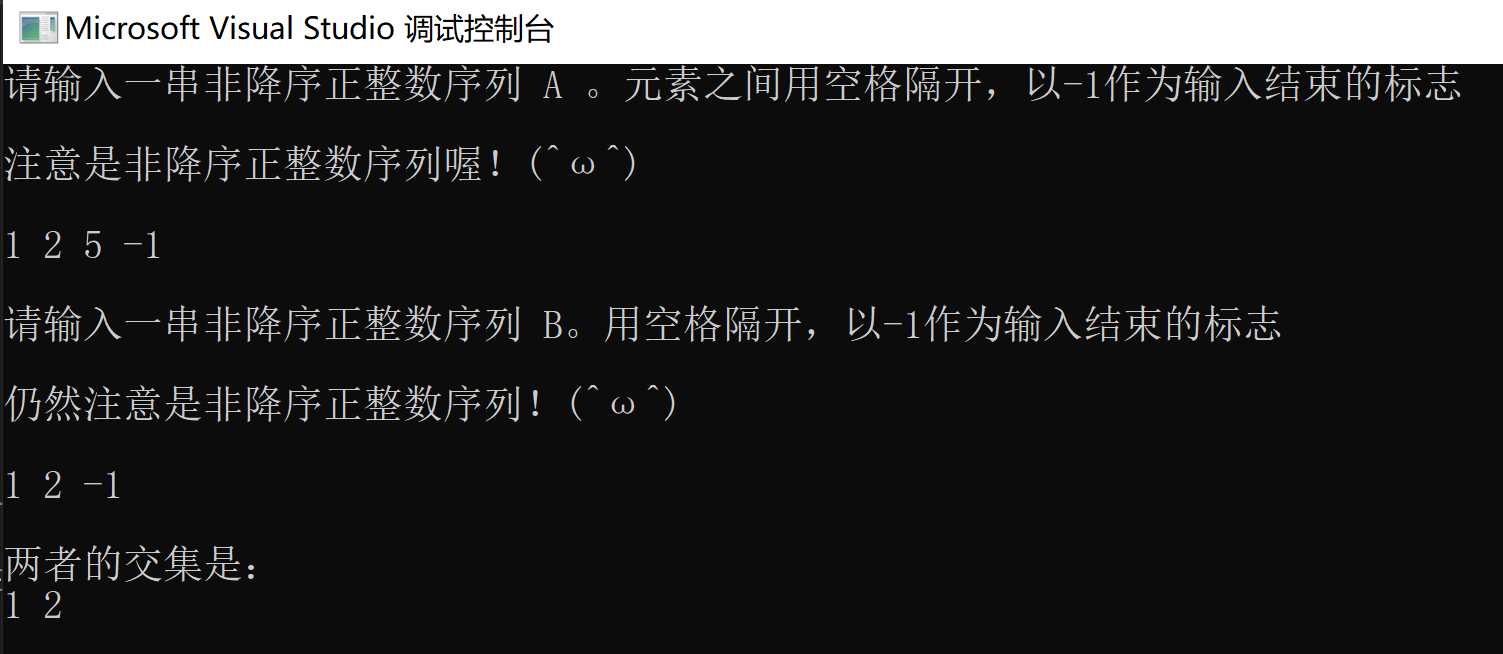 Microsoft Visual Studio 调试控制台
请输入一串非降序正整数序列 A 。元素之间用空格隔开，以-1作为输入结束的标志
注意是非降序正整数序列喔！(＾ω＾)
1 2 5 -1
请输入一串非降序正整数序列 B。用空格隔开，以-1作为输入结束的标志
仍然注意是非降序正整数序列！(＾ω＾)
1 2 -1
两者的交集是：
1 2